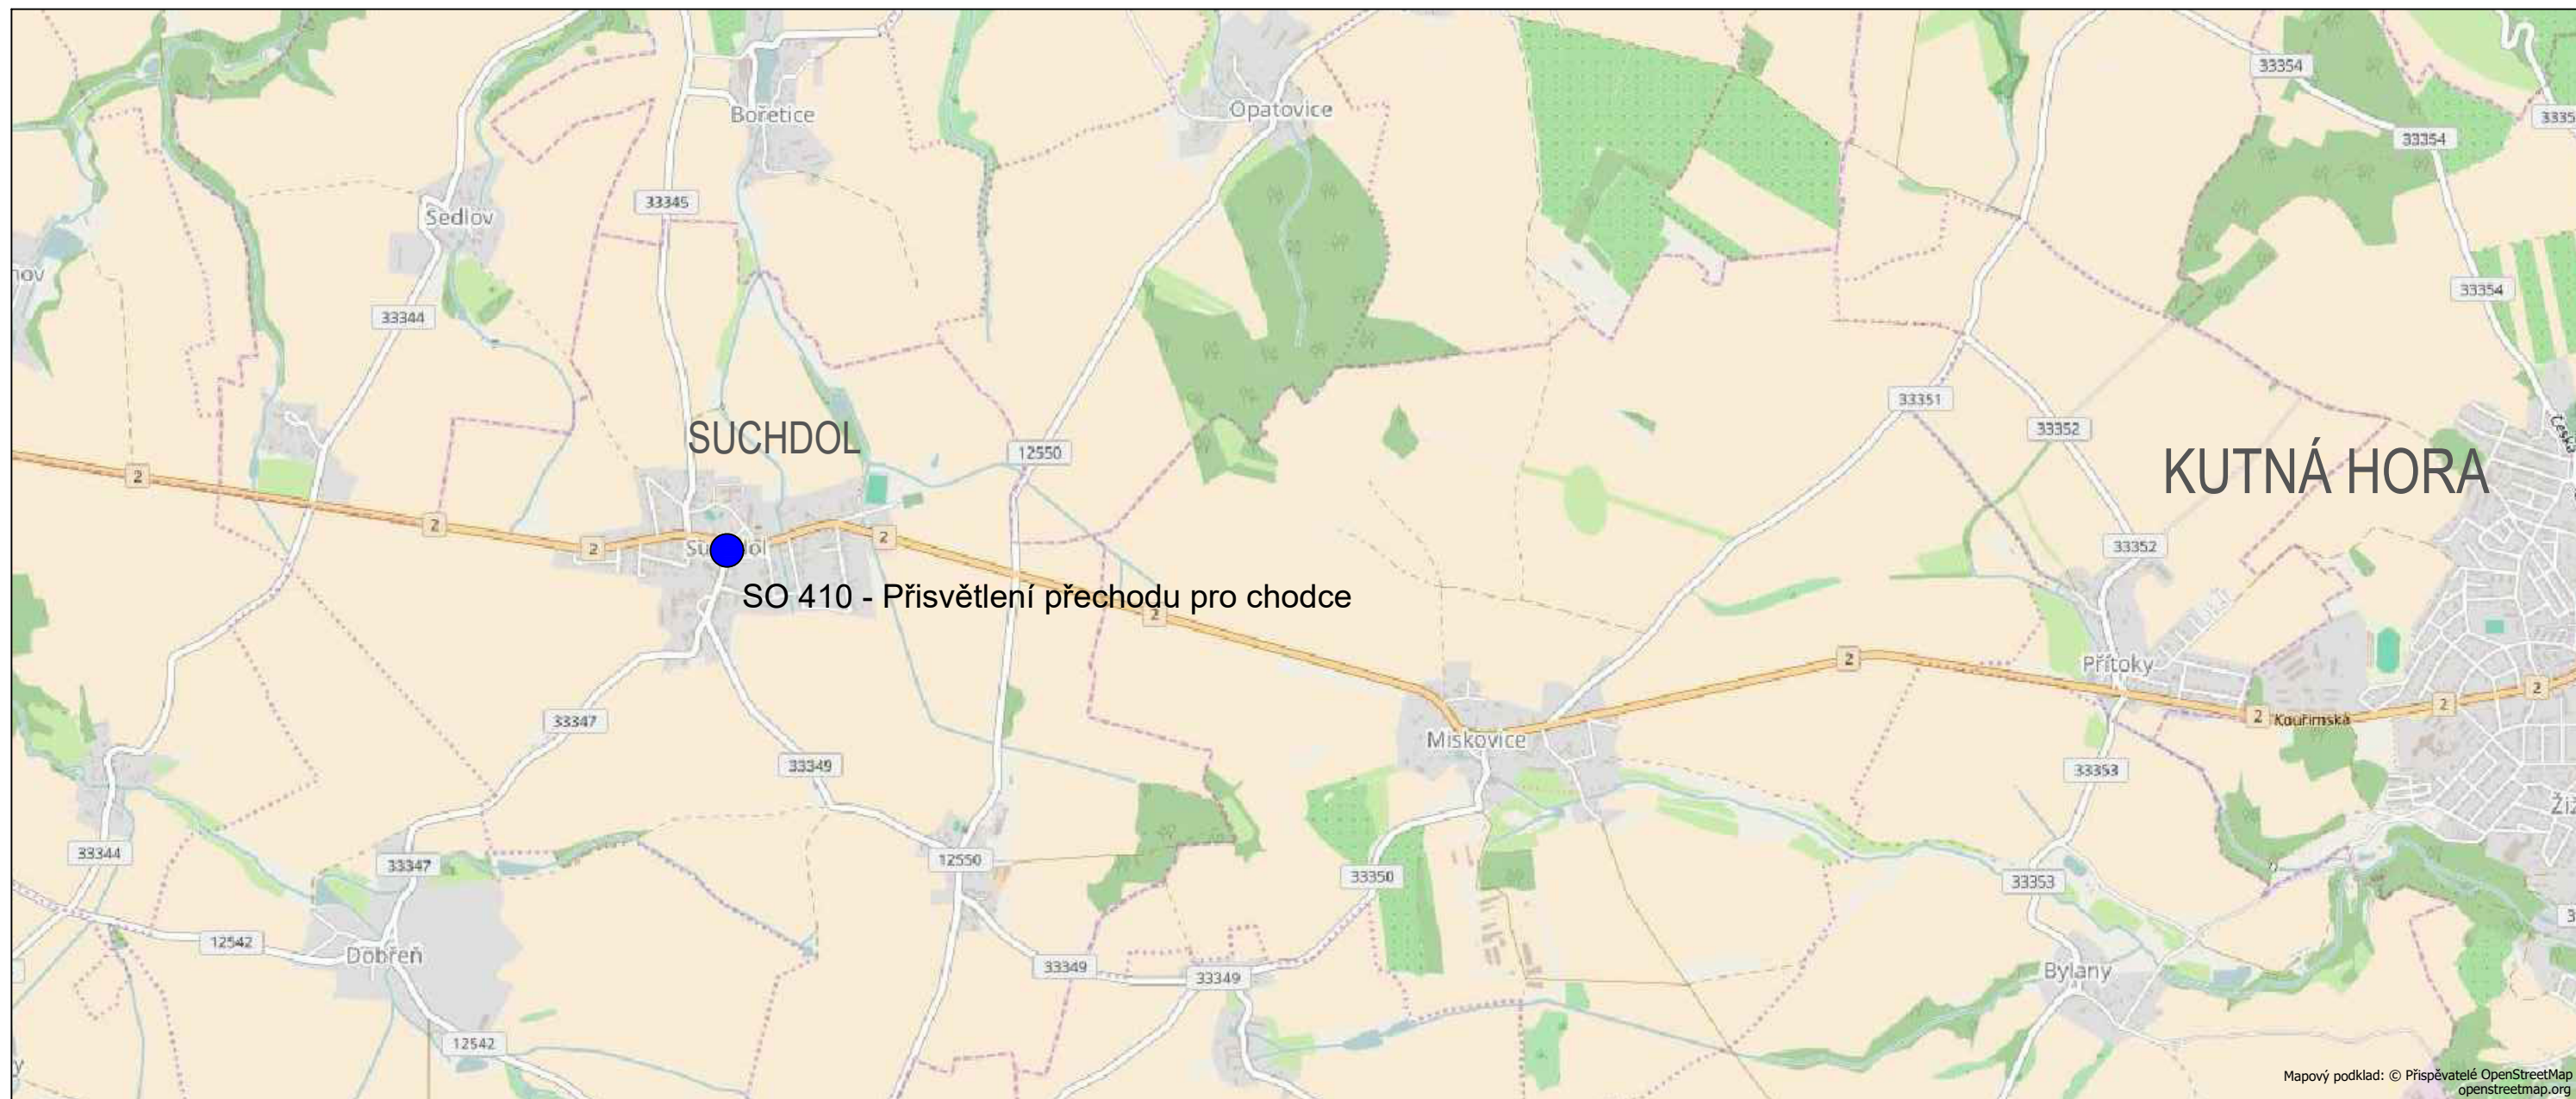 33354
33354
Bořetice
Opatovice
33345
Sedlov
33344
33354
33351
33352
SUCHDOL
12550
KUTNÁ HORA
2
2
2
2
33352
SO 410 - Přisvětlení přechodu pro chodce
2
2
Přítoky
2
2
2
Kouřimská
33347
Miskovice
33349
33353
33344
33347
12550
33350
33353
12542
Dobřeň
33349
33349
Bylany
12542
Mapový podklad: © Přispěvatelé OpenStreetMap
openstreetmap.org